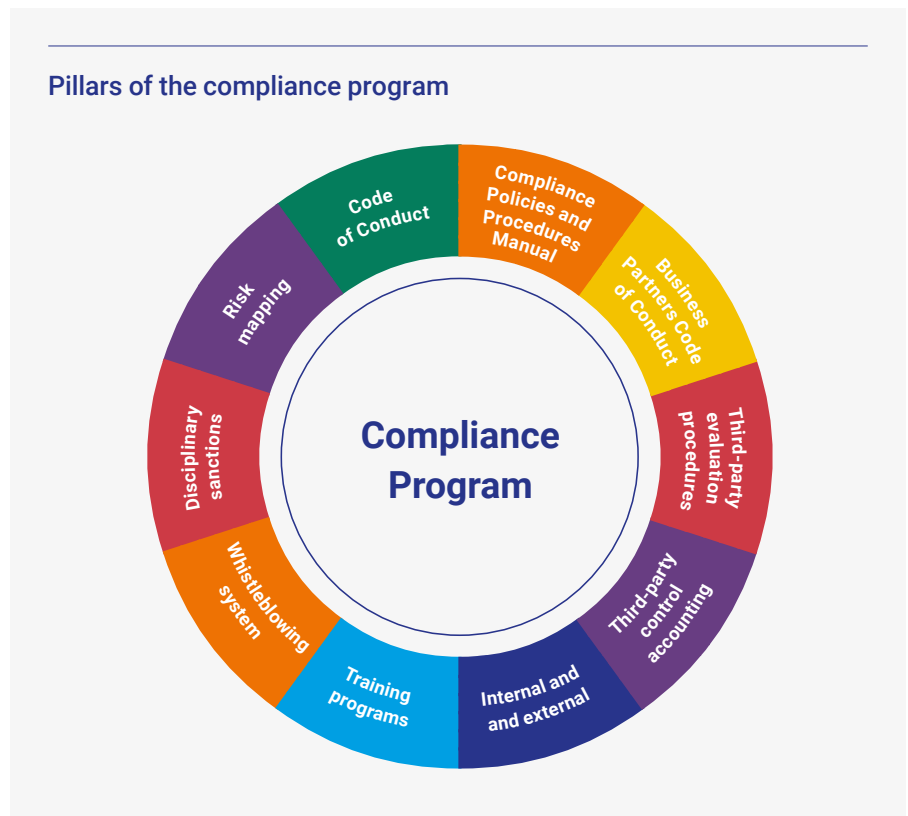 Pillars of the compliance program
Code
of Conduct
Compliance
Policies and
Procedures
Manual
Business
Partners Code
of Conduct
Third-party
evaluation
procedures
Third-party
control
accounting
Internal and
and external
Training
programs
Whistleblowing
system
Disciplinary
sanctions
Risk
mapping
Compliance
Program